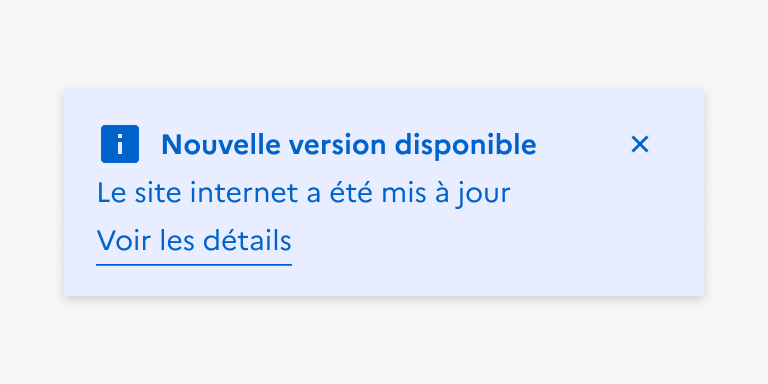 Nouvelle version disponible
Le site internet a été mis à jour
Voir les détails